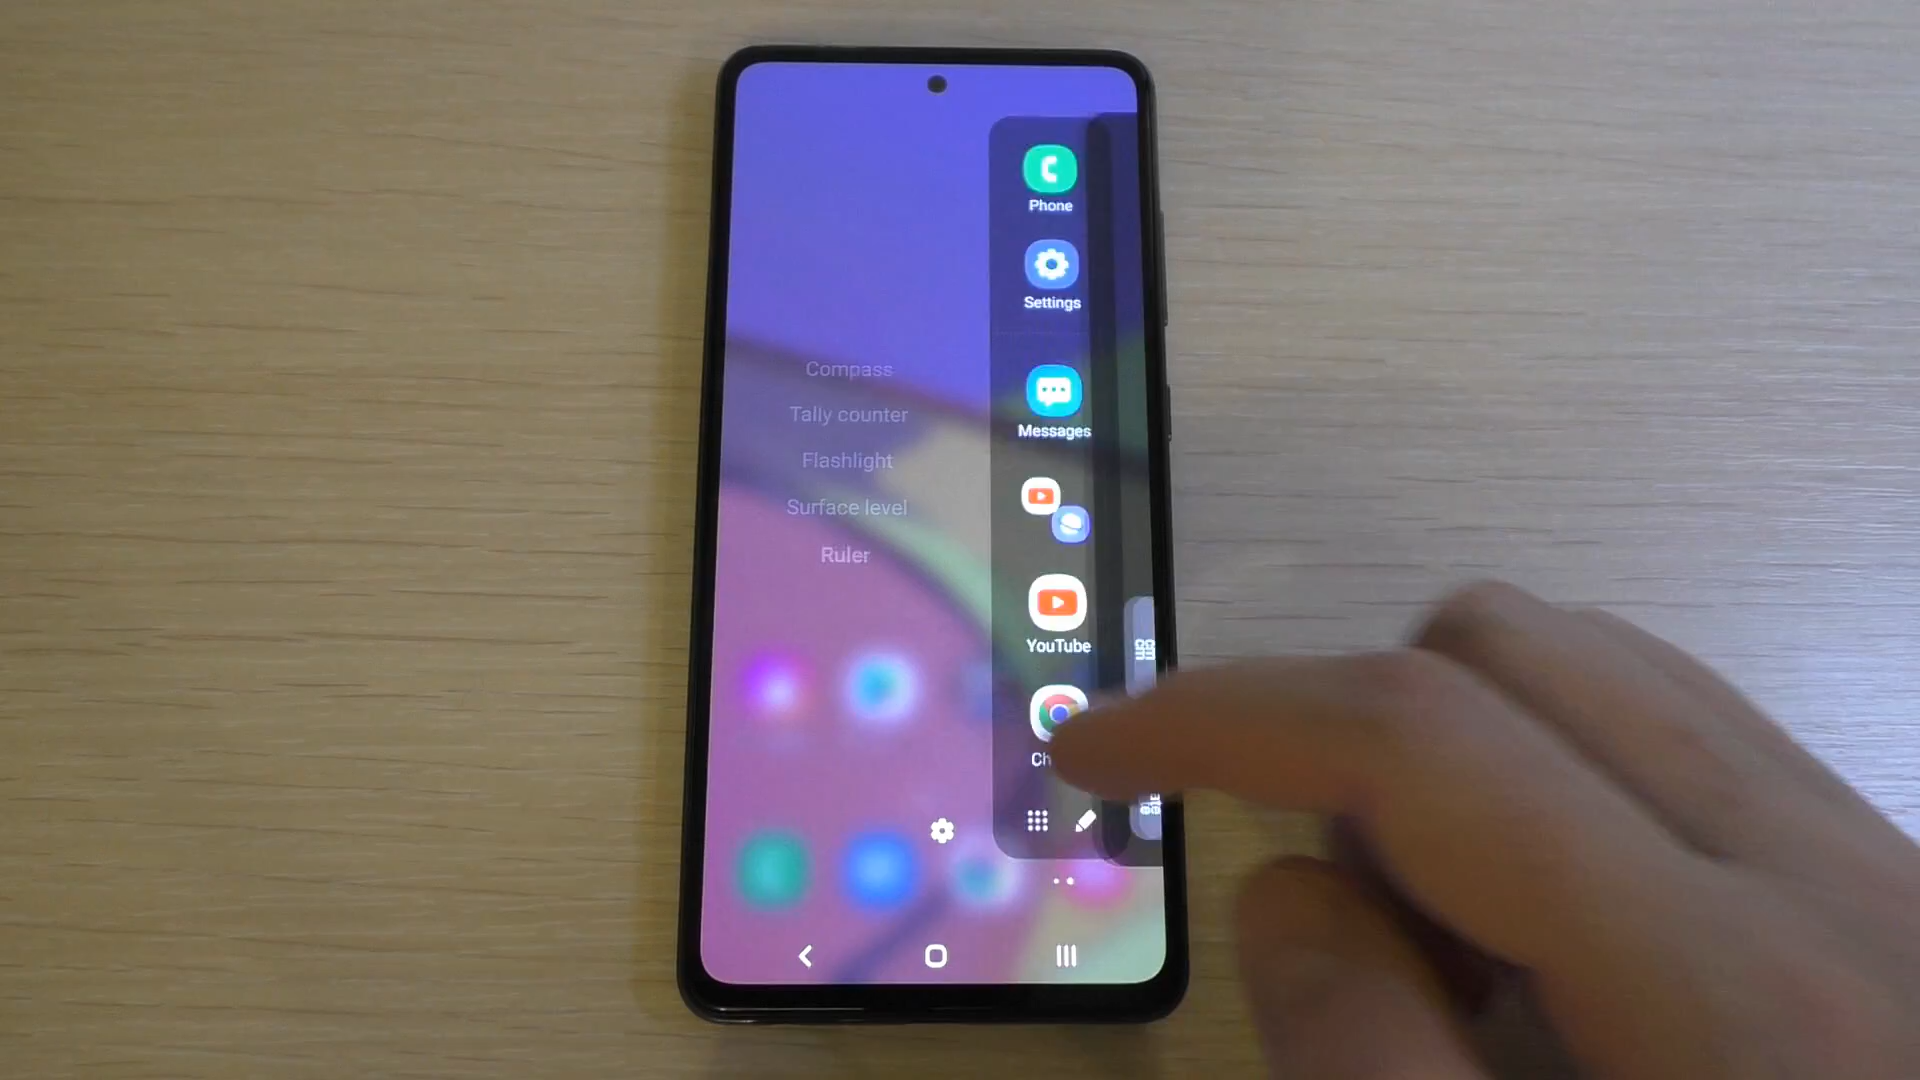 Phone
Settings
Compass
Tally counter
Messages
Flashlight
Surface level
Ruler
YouTube
Ch